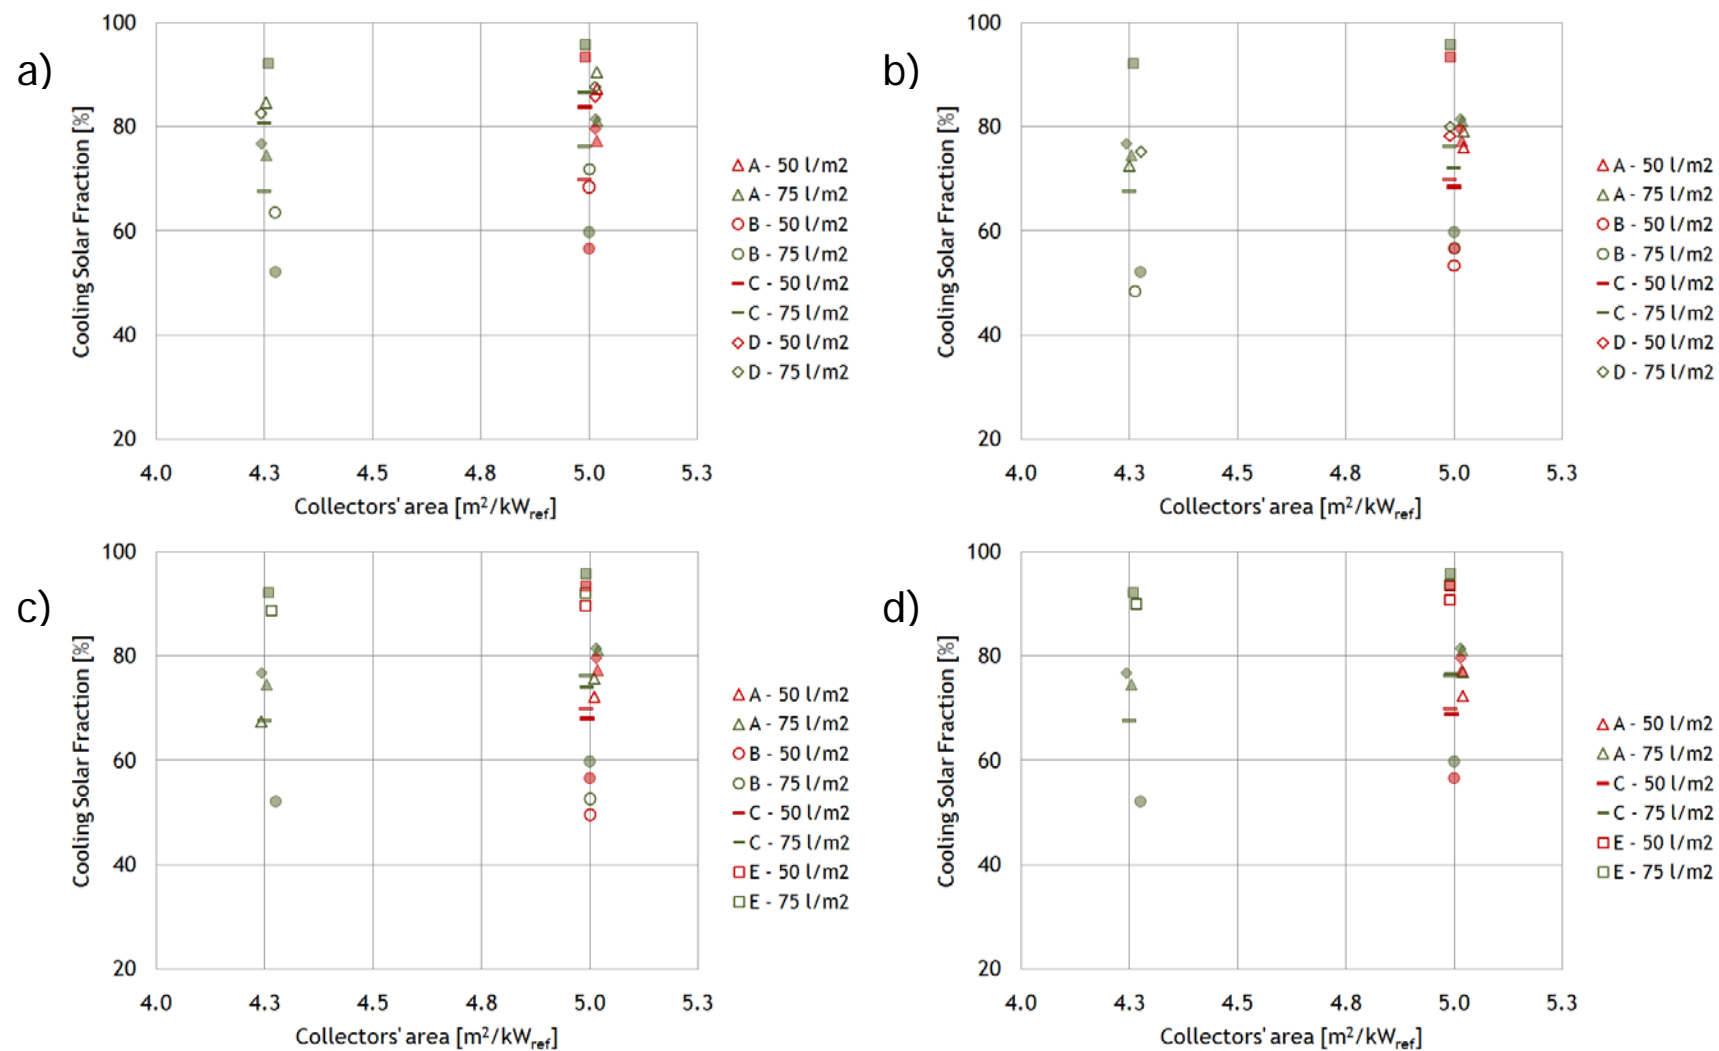 a)
Cooling Solar Fraction [%]
100
80
60
40
20
4.0 4.3 4.5 4.8 5.0 5.3
Collectors' area [m²/kWref]
A - 50 l/m2
A - 75 l/m2
B - 50 l/m2
B - 75 l/m2
C - 50 l/m2
C - 75 l/m2
D - 50 l/m2
D - 75 l/m2
b)
Cooling Solar Fraction [%]
100
80
60
40
20
4.0 4.3 4.5 4.8 5.0 5.3
Collectors' area [m²/kWref]
A - 50 l/m2
A - 75 l/m2
B - 50 l/m2
B - 75 l/m2
C - 50 l/m2
C - 75 l/m2
D - 50 l/m2
D - 75 l/m2
c)
Cooling Solar Fraction [%]
100
80
60
40
20
4.0 4.3 4.5 4.8 5.0 5.3
Collectors' area [m²/kWref]
A - 50 l/m2
A - 75 l/m2
B - 50 l/m2
B - 75 l/m2
C - 50 l/m2
C - 75 l/m2
E - 50 l/m2
E - 75 l/m2
d)
Cooling Solar Fraction [%]
100
80
60
40
20
4.0 4.3 4.5 4.8 5.0 5.3
Collectors' area [m²/kWref]
A - 50 l/m2
A - 75 l/m2
C - 50 l/m2
C - 75 l/m2
E - 50 l/m2
E - 75 l/m2